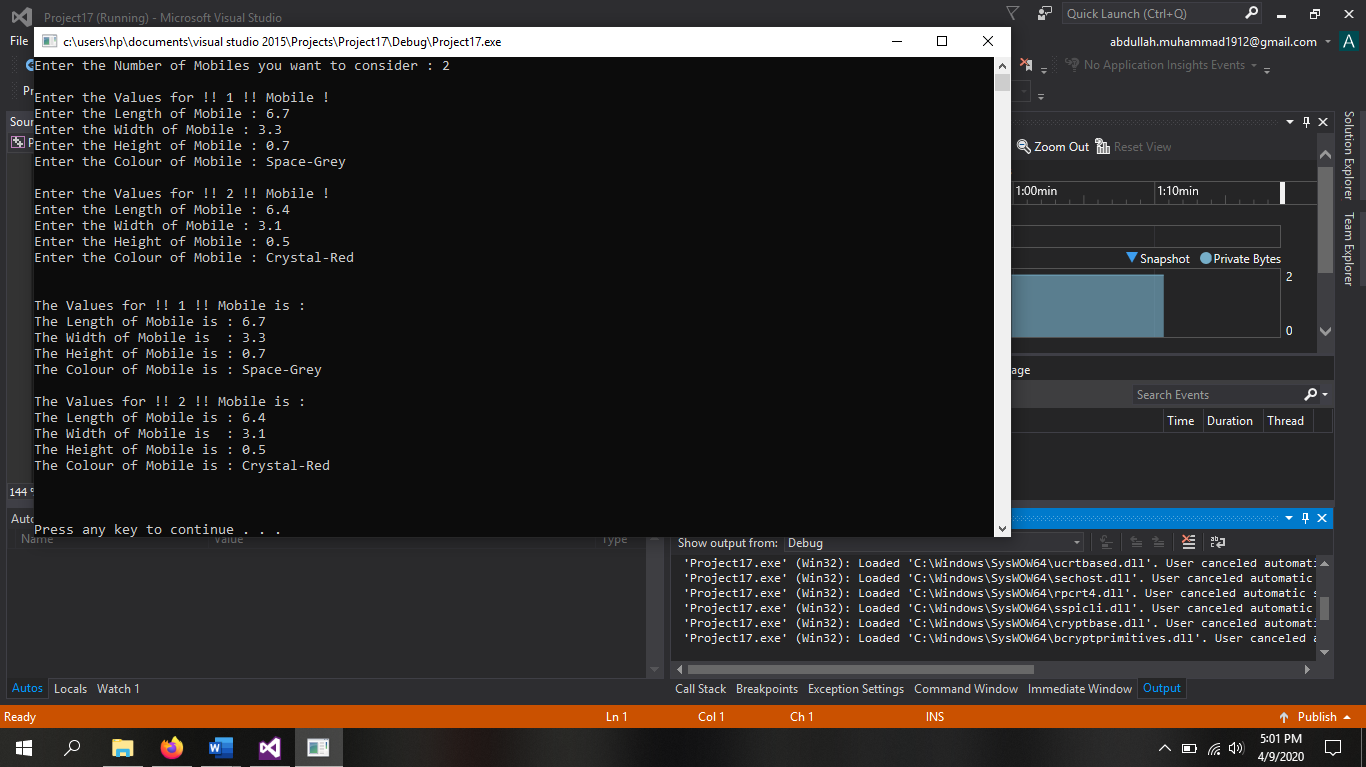 Project17 (Running) - Microsoft Visual Studio
Quick Launch (Ctrl+Q)
File
abdullah.muhammad1912@gmail.com
A
No Application Insights Events
c:\users\hp\documents\visual studio 2015\Projects\Project17\Debug\Project17.exe
Enter the Number of Mobiles you want to consider : 2
Enter the Values for !! 1 !! Mobile !
Enter the Length of Mobile : 6.7
Enter the Width of Mobile : 3.3
Enter the Height of Mobile : 0.7
Enter the Colour of Mobile : Space-Grey
Enter the Values for !! 2 !! Mobile !
Enter the Length of Mobile : 6.4
Enter the Width of Mobile : 3.1
Enter the Height of Mobile : 0.5
Enter the Colour of Mobile : Crystal-Red
The Values for !! 1 !! Mobile is :
The Length of Mobile is : 6.7
The Width of Mobile is  : 3.3
The Height of Mobile is : 0.7
The Colour of Mobile is : Space-Grey
The Values for !! 2 !! Mobile is :
The Length of Mobile is : 6.4
The Width of Mobile is  : 3.1
The Height of Mobile is : 0.5
The Colour of Mobile is : Crystal-Red
Press any key to continue . . .
Zoom Out Reset View
1:00min 1:10min
Snapshot Private Bytes
2
0
Search Events
Time Duration Thread
Solution Explorer
Team Explorer
144 %
Name Value Type
Show output from: Debug
'Project17.exe' (Win32): Loaded 'C:\Windows\SysWOW64\ucrtbased.dll'. User canceled
'Project17.exe' (Win32): Loaded 'C:\Windows\SysWOW64\sechost.dll'. User canceled automatic
'Project17.exe' (Win32): Loaded 'C:\Windows\SysWOW64\rpcrt4.dll'. User canceled automatic s
'Project17.exe' (Win32): Loaded 'C:\Windows\SysWOW64\sspicli.dll'. User canceled automatic
'Project17.exe' (Win32): Loaded 'C:\Windows\SysWOW64\cryptbase.dll'. User canceled
'Project17.exe' (Win32): Loaded 'C:\Windows\SysWOW64\bcryptprimitives.dll'. User canceled
Autos Locals Watch 1
Call Stack Breakpoints Exception Settings Command Window Immediate Window Output
Ready Ln 1 Col 1 Ch 1 INS Publish
5:01 PM
4/9/2020